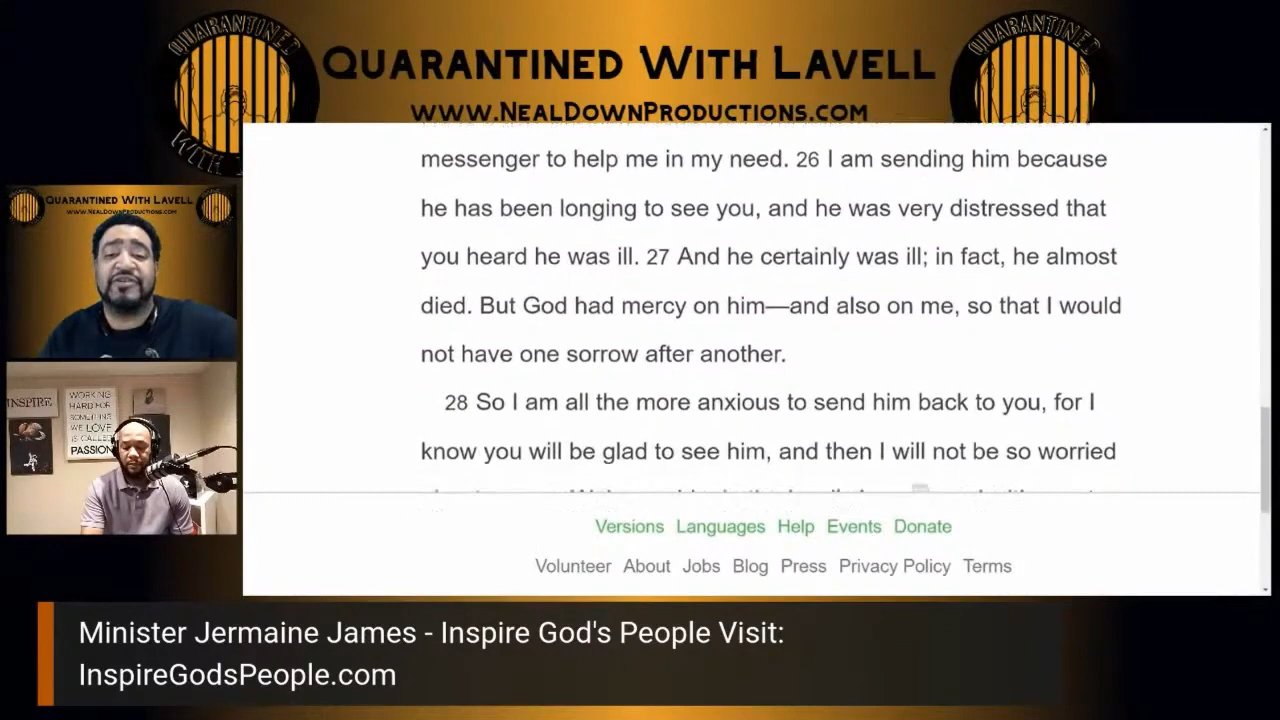 QUARANTINED
WITH
QUARANTINED WITH LAVELL
www.NealDownProductions.com
QUARANTINED
messenger to help me in my need. 26 I am sending him because
he has been longing to see you, and he was very distressed that
you heard he was ill. 27 And he certainly was ill; in fact, he almost
died. But God had mercy on him—and also on me, so that I would
not have one sorrow after another.
28 So I am all the more anxious to send him back to you, for I
know you will be glad to see him, and then I will not be so worried
Versions Languages Help Events Donate
Volunteer About Jobs Blog Press Privacy Policy Terms
QUARANTINED WITH LAVELL
www.NealDownProductions.com
INSPIRE
WORKING
HARD FOR
SOMETHING
WE LOVE
IS CALLED
PASSION
Minister Jermaine James - Inspire God's People Visit:
InspireGodsPeople.com